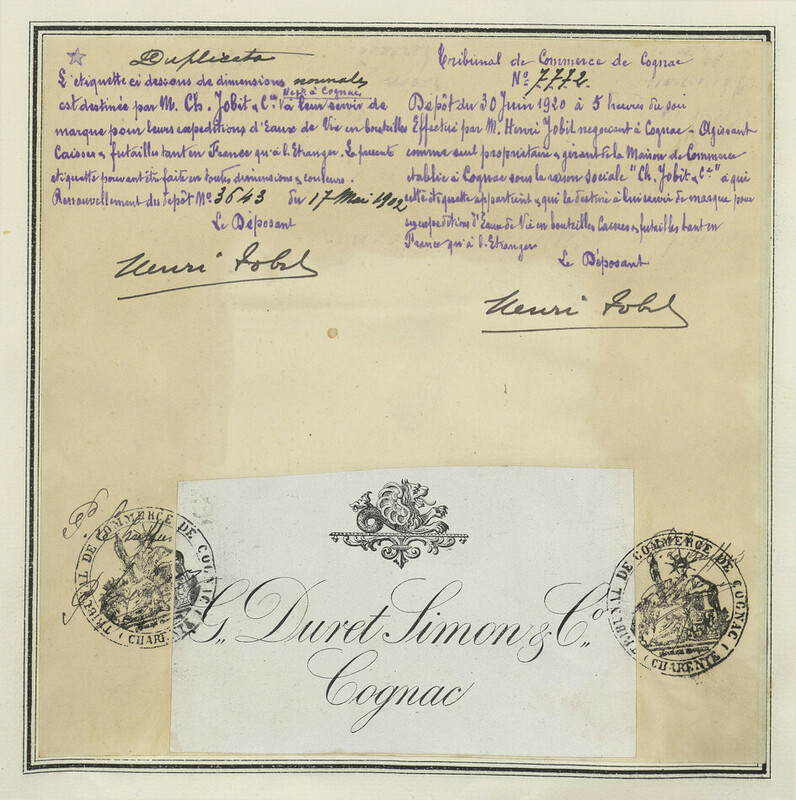 Duplicata
L'étiquette ci dessous de dimensions normales
Négts à Cognac
est destinée par M. Ch. Jobit & Cie à leur servir de
marque pour leurs expéditions d'Eaux de Vie en bouteilles
Caisses & futailles tant en France qu'à l'Etranger. La présente
étiquette pouvant être faite en toutes dimensions & couleurs.
Renouvellement du dépôt No 3643 du 17 Mai 1902
Le Déposant
Henri Jobit
Tribunal de Commerce de Cognac
No 7772.
Dépôt du 30 Juin 1920 à 5 heures du soir
Effectué par M. Henri Jobit négociant à Cognac - Agissant
comme seul propriétaire & gérant de la Maison de Commerce
établie à Cognac sous la raison sociale "Ch. Jobit & Cie" à qui
cette étiquette appartient & qui la destine à lui servir de marque pour
ses expéditions d'Eaux de Vie en bouteilles Caisses & futailles tant en
France qu'à l'Etranger
Le Déposant
Henri Jobit
TRIBUNAL DE COMMERCE DE COGNAC
(CHARENTE)
G. Duret Simon & Co.
Cognac
TRIBUNAL DE COMMERCE DE COGNAC
(CHARENTE)